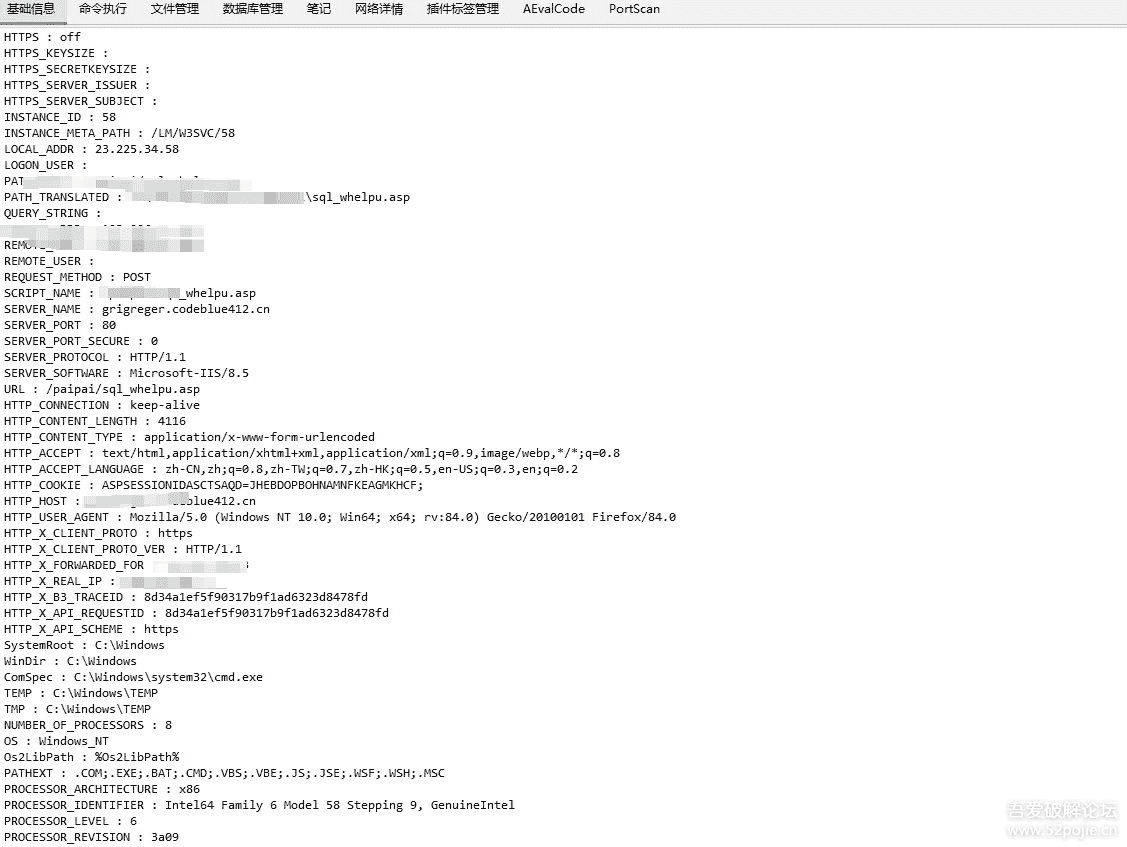 基础信息 命令执行 文件管理 数据库管理 笔记 网络详情 插件标签管理 AEvalCode PortScan
HTTPS : off
HTTPS_KEYSIZE :
HTTPS_SECRETKEYSIZE :
HTTPS_SERVER_ISSUER :
HTTPS_SERVER_SUBJECT :
INSTANCE_ID : 58
INSTANCE_META_PATH : /LM/W3SVC/58
LOCAL_ADDR : 23.225.34.58
LOGON_USER :
PATH_TRANSLATED : \sql_whelpu.asp
QUERY_STRING :
REMOTE_USER :
REQUEST_METHOD : POST
SCRIPT_NAME : _whelpu.asp
SERVER_NAME : grigreger.codeblue412.cn
SERVER_PORT : 80
SERVER_PORT_SECURE : 0
SERVER_PROTOCOL : HTTP/1.1
SERVER_SOFTWARE : Microsoft-IIS/8.5
URL : /paipai/sql_whelpu.asp
HTTP_CONNECTION : keep-alive
HTTP_CONTENT_LENGTH : 4116
HTTP_CONTENT_TYPE : application/x-www-form-urlencoded
HTTP_ACCEPT : text/html,application/xhtml+xml,application/xml;q=0.9,image/webp,*/*;q=0.8
HTTP_ACCEPT_LANGUAGE : zh-CN,zh;q=0.8,zh-TW;q=0.7,zh-HK;q=0.5,en-US;q=0.3,en;q=0.2
HTTP_COOKIE : ASPSESSIONIDASCTSAQD=JHEBDOPBOHNAMNFKEAGMKHCF;
HTTP_HOST : blue412.cn
HTTP_USER_AGENT : Mozilla/5.0 (Windows NT 10.0; Win64; x64; rv:84.0) Gecko/20100101 Firefox/84.0
HTTP_X_CLIENT_PROTO : https
HTTP_X_CLIENT_PROTO_VER : HTTP/1.1
HTTP_X_FORWARDED_FOR
HTTP_X_REAL_IP :
HTTP_X_B3_TRACEID : 8d34a1ef5f90317b9f1ad6323d8478fd
HTTP_X_API_REQUESTID : 8d34a1ef5f90317b9f1ad6323d8478fd
HTTP_X_API_SCHEME : https
SystemRoot : C:\Windows
WinDir : C:\Windows
ComSpec : C:\Windows\system32\cmd.exe
TEMP : C:\Windows\TEMP
TMP : C:\Windows\TEMP
NUMBER_OF_PROCESSORS : 8
OS : Windows_NT
Os2LibPath : %Os2LibPath%
PATHEXT : .COM;.EXE;.BAT;.CMD;.VBS;.VBE;.JS;.JSE;.WSF;.WSH;.MSC
PROCESSOR_ARCHITECTURE : x86
PROCESSOR_IDENTIFIER : Intel64 Family 6 Model 58 Stepping 9, GenuineIntel
PROCESSOR_LEVEL : 6
PROCESSOR_REVISION : 3a09
吾爱破解论坛
www.52pojie.cn